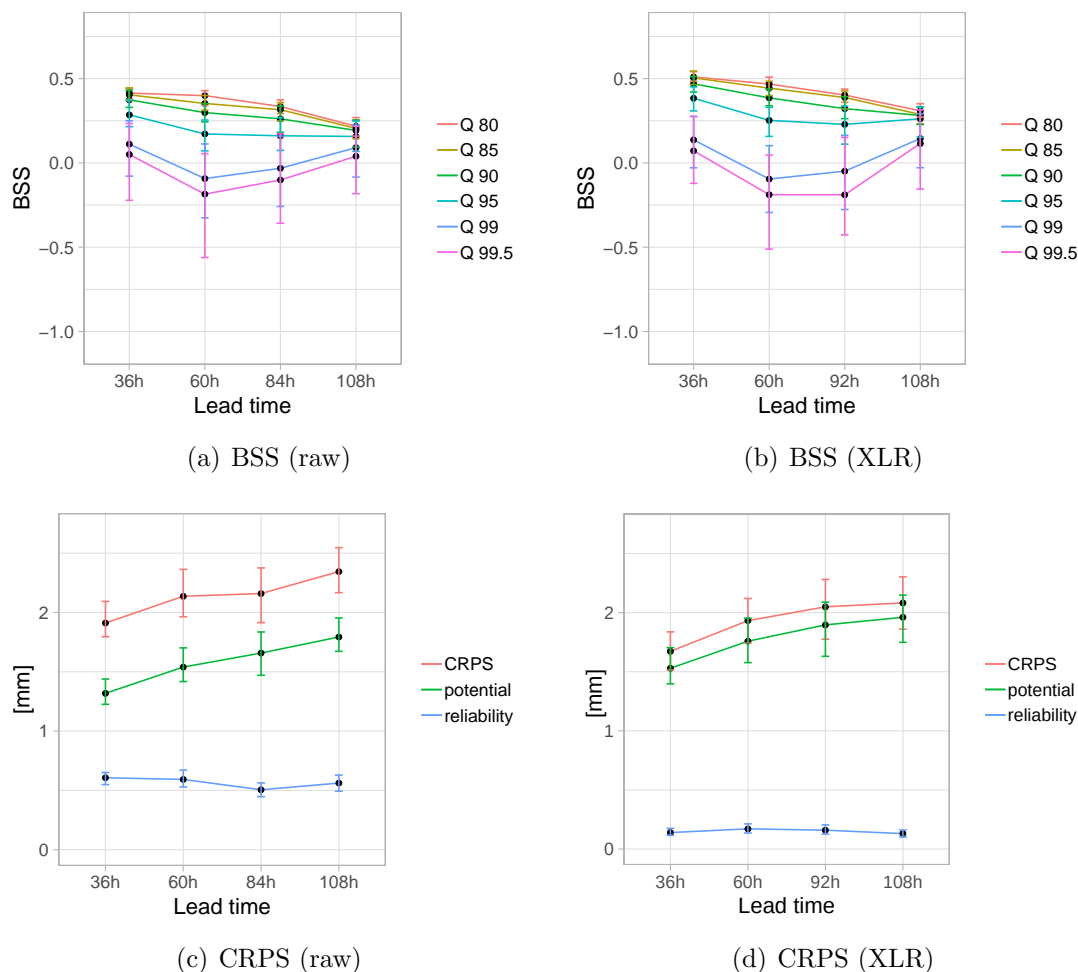 0.5
0.0
−0.5
−1.0
BSS
36h 60h 84h 108h
Lead time
Q 80
Q 85
Q 90
Q 95
Q 99
Q 99.5
(a) BSS (raw)
0.5
0.0
−0.5
−1.0
BSS
36h 60h 92h 108h
Lead time
Q 80
Q 85
Q 90
Q 95
Q 99
Q 99.5
(b) BSS (XLR)
2
1
0
[mm]
36h 60h 84h 108h
Lead time
CRPS
potential
reliability
(c) CRPS (raw)
2
1
0
[mm]
36h 60h 92h 108h
Lead time
CRPS
potential
reliability
(d) CRPS (XLR)